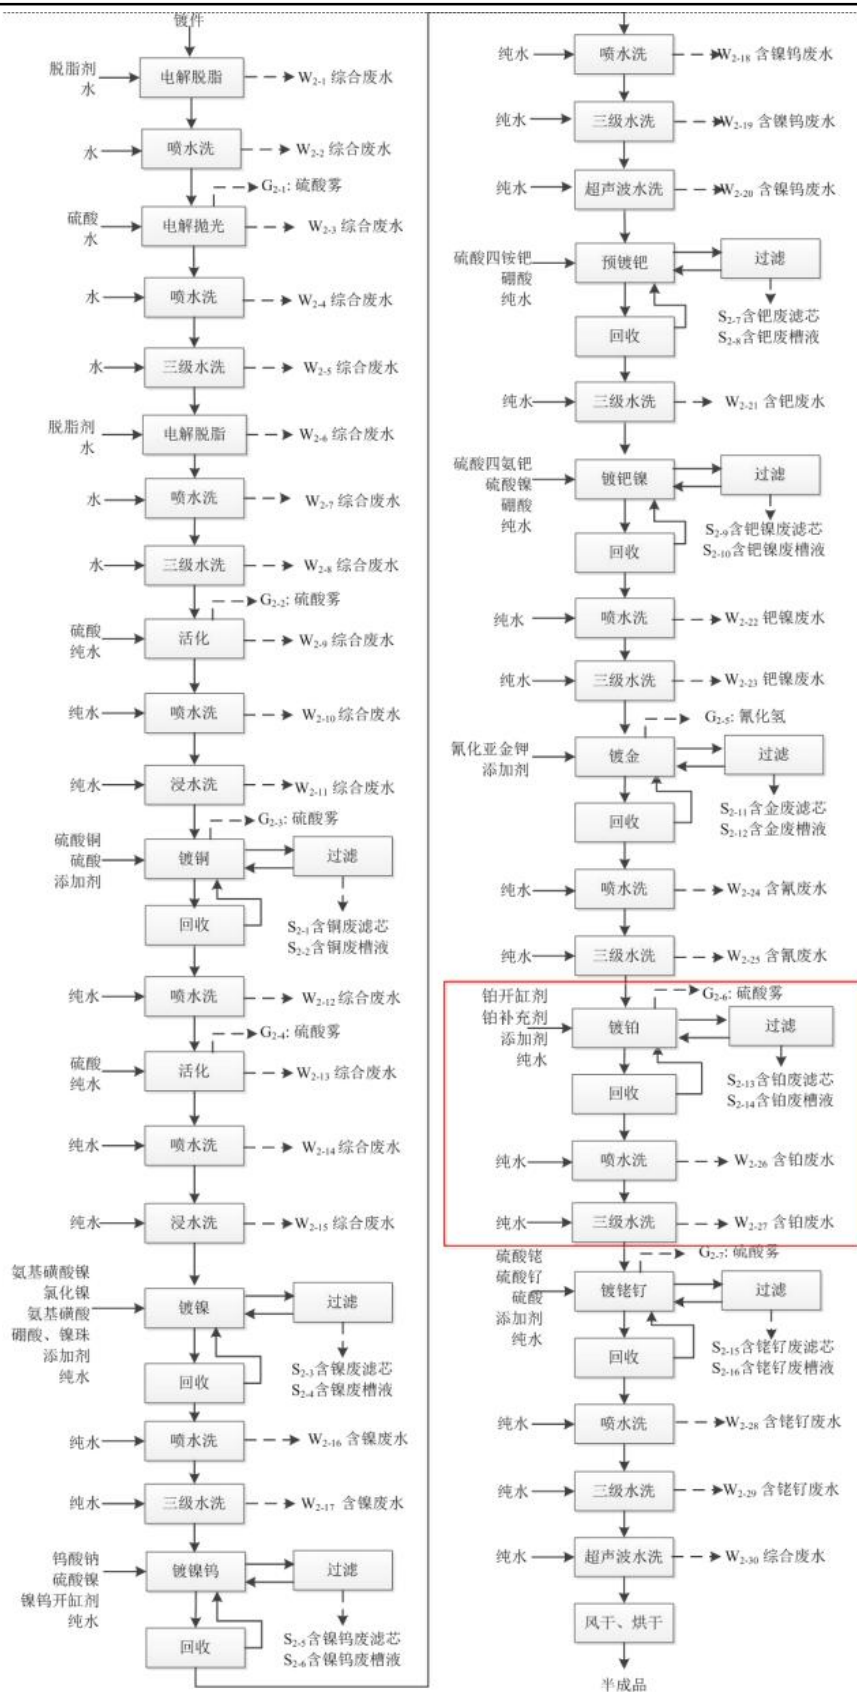 镀件
脱脂剂
水
电解脱脂
W2-1 综合废水
水
喷水洗
W2-2 综合废水
G2-1: 硫酸雾
硫酸
水
电解抛光
W2-3 综合废水
水
喷水洗
W2-4 综合废水
水
三级水洗
W2-5 综合废水
脱脂剂
水
电解脱脂
W2-6 综合废水
水
喷水洗
W2-7 综合废水
水
三级水洗
W2-8 综合废水
G2-2: 硫酸雾
硫酸
纯水
活化
W2-9 综合废水
纯水
喷水洗
W2-10 综合废水
纯水
浸水洗
W2-11 综合废水
G2-3: 硫酸雾
硫酸铜
硫酸
添加剂
镀铜
过滤
回收
S2-1含铜废滤芯
S2-2含铜废槽液
纯水
喷水洗
W2-12 综合废水
G2-4: 硫酸雾
硫酸
纯水
活化
W2-13 综合废水
纯水
喷水洗
W2-14 综合废水
纯水
浸水洗
W2-15 综合废水
氨基磺酸镍
氯化镍
氨基磺酸
硼酸、镍珠
添加剂
纯水
镀镍
过滤
回收
S2-3含镍废滤芯
S2-4含镍废槽液
纯水
喷水洗
W2-16 含镍废水
纯水
三级水洗
W2-17 含镍废水
钨酸钠
硫酸镍
镍钨开缸剂
纯水
镀镍钨
过滤
回收
S2-5含镍钨废滤芯
S2-6含镍钨废槽液
纯水
喷水洗
W2-18 含镍钨废水
纯水
三级水洗
W2-19 含镍钨废水
纯水
超声波水洗
W2-20 含镍钨废水
硫酸四铵钯
硼酸
纯水
预镀钯
过滤
回收
S2-7含钯废滤芯
S2-8含钯废槽液
纯水
三级水洗
W2-21 含钯废水
硫酸四氨钯
硫酸镍
硼酸
纯水
镀钯镍
过滤
回收
S2-9含钯镍废滤芯
S2-10含钯镍废槽液
纯水
喷水洗
W2-22 钯镍废水
纯水
三级水洗
W2-23 钯镍废水
G2-5: 氰化氢
氰化亚金钾
添加剂
镀金
过滤
回收
S2-11含金废滤芯
S2-12含金废槽液
纯水
喷水洗
W2-24 含氰废水
纯水
三级水洗
W2-25 含氰废水
G2-6: 硫酸雾
铂开缸剂
铂补充剂
添加剂
纯水
镀铂
过滤
回收
S2-13含铂废滤芯
S2-14含铂废槽液
纯水
喷水洗
W2-26 含铂废水
纯水
三级水洗
W2-27 含铂废水
G2-7: 硫酸雾
硫酸铑
硫酸钌
硫酸
添加剂
纯水
镀铑钌
过滤
回收
S2-15含铑钌废滤芯
S2-16含铑钌废槽液
纯水
喷水洗
W2-28 含铑钌废水
纯水
三级水洗
W2-29 含铑钌废水
纯水
超声波水洗
W2-30 综合废水
风干、烘干
半成品